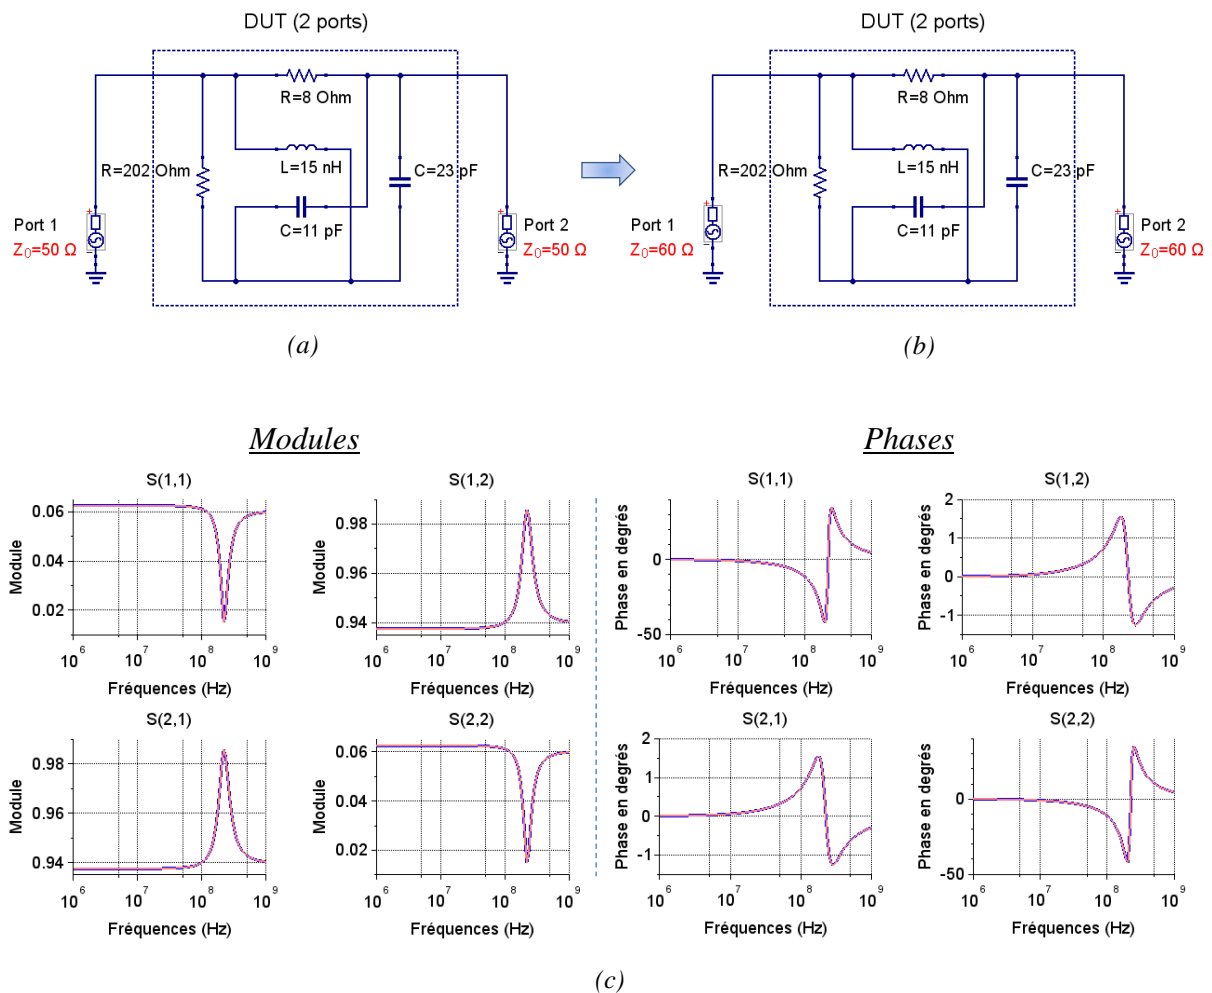 DUT (2 ports)
R=8 Ohm
R=202 Ohm
L=15 nH
C=23 pF
C=11 pF
Port 1
Z0=50 Ω
Port 2
Z0=50 Ω
(a)
DUT (2 ports)
R=8 Ohm
R=202 Ohm
L=15 nH
C=23 pF
C=11 pF
Port 1
Z0=60 Ω
Port 2
Z0=60 Ω
(b)
Modules
Phases
S(1,1)
Module
0.06
0.04
0.02
10^6 10^7 10^8 10^9
Fréquences (Hz)
S(1,2)
Module
0.98
0.96
0.94
10^6 10^7 10^8 10^9
Fréquences (Hz)
S(1,1)
Phase en degrés
0
-50
10^6 10^7 10^8 10^9
Fréquences (Hz)
S(1,2)
Phase en degrés
2
1
0
-1
10^6 10^7 10^8 10^9
Fréquences (Hz)
S(2,1)
Module
0.98
0.96
0.94
10^6 10^7 10^8 10^9
Fréquences (Hz)
S(2,2)
Module
0.06
0.04
0.02
10^6 10^7 10^8 10^9
Fréquences (Hz)
S(2,1)
Phase en degrés
2
1
0
-1
10^6 10^7 10^8 10^9
Fréquences (Hz)
S(2,2)
Phase en degrés
0
-50
10^6 10^7 10^8 10^9
Fréquences (Hz)
(c)